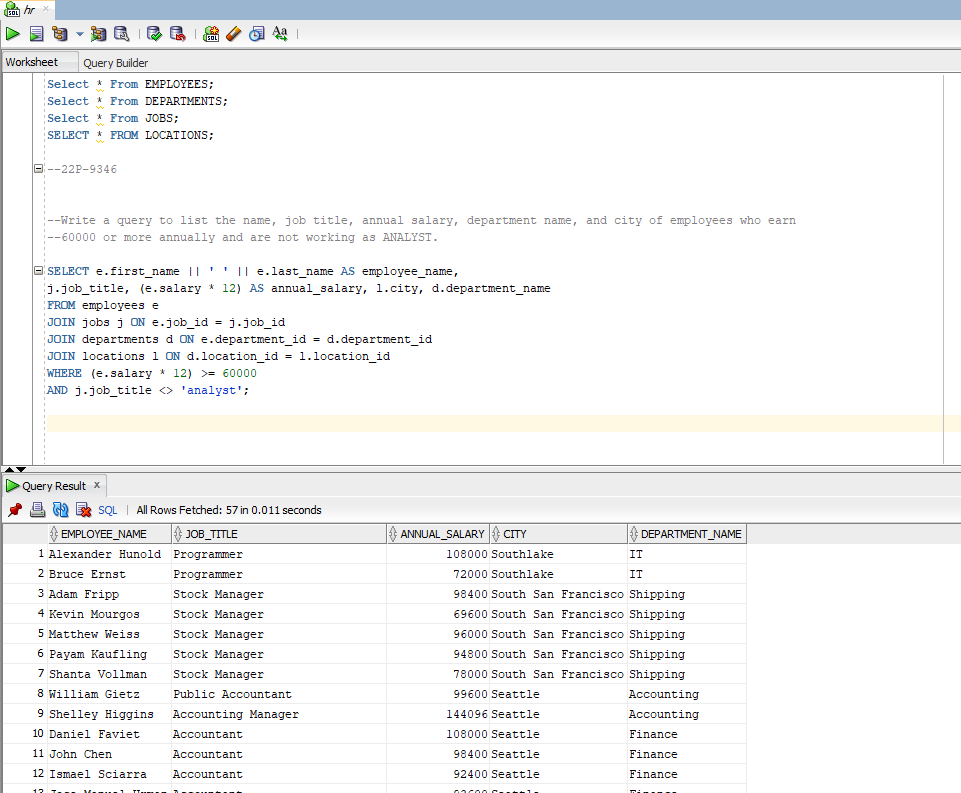 hr
Worksheet Query Builder
Select * From EMPLOYEES;
Select * From DEPARTMENTS;
Select * From JOBS;
SELECT * FROM LOCATIONS;
--22P-9346
--Write a query to list the name, job title, annual salary, department name, and city of employees who earn
--60000 or more annually and are not working as ANALYST.
SELECT e.first_name || ' ' || e.last_name AS employee_name,
j.job_title, (e.salary * 12) AS annual_salary, l.city, d.department_name
FROM employees e
JOIN jobs j ON e.job_id = j.job_id
JOIN departments d ON e.department_id = d.department_id
JOIN locations l ON d.location_id = l.location_id
WHERE (e.salary * 12) >= 60000
AND j.job_title <> 'analyst';
Query Result x
SQL | All Rows Fetched: 57 in 0.011 seconds
EMPLOYEE_NAME JOB_TITLE ANNUAL_SALARY CITY DEPARTMENT_NAME
1 Alexander Hunold Programmer 108000 Southlake IT
2 Bruce Ernst Programmer 72000 Southlake IT
3 Adam Fripp Stock Manager 98400 South San Francisco Shipping
4 Kevin Mourgos Stock Manager 69600 South San Francisco Shipping
5 Matthew Weiss Stock Manager 96000 South San Francisco Shipping
6 Payam Kaufling Stock Manager 94800 South San Francisco Shipping
7 Shanta Vollman Stock Manager 78000 South San Francisco Shipping
8 William Gietz Public Accountant 99600 Seattle Accounting
9 Shelley Higgins Accounting Manager 144096 Seattle Accounting
10 Daniel Faviet Accountant 108000 Seattle Finance
11 John Chen Accountant 98400 Seattle Finance
12 Ismael Sciarra Accountant 92400 Seattle Finance